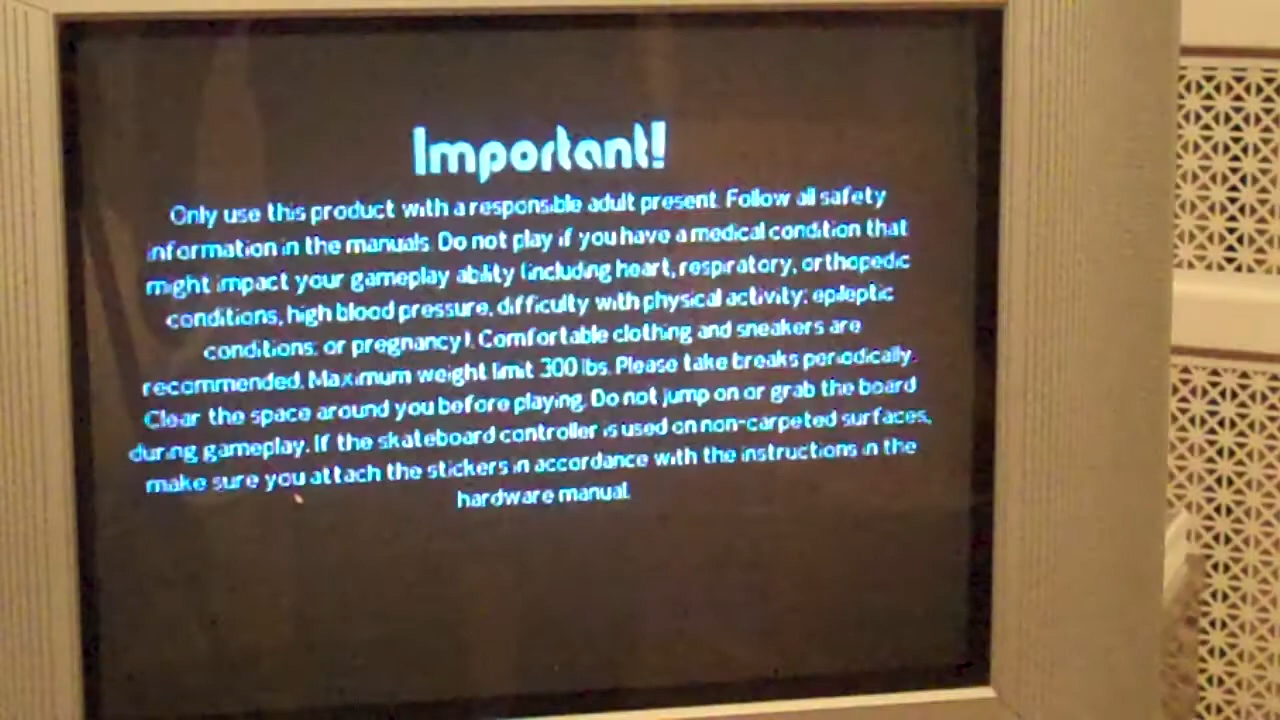 Important!
Only use this product with a responsible adult present. Follow all safety
information in the manuals. Do not play if you have a medical condition that
might impact your gameplay ability (including heart, respiratory, orthopedic
conditions, high blood pressure, difficulty with physical activity; epileptic
conditions; or pregnancy). Comfortable clothing and sneakers are
recommended. Maximum weight limit 300 lbs. Please take breaks periodically.
Clear the space around you before playing. Do not jump on or grab the board
during gameplay. If the skateboard controller is used on non-carpeted surfaces,
make sure you attach the stickers in accordance with the instructions in the
hardware manual.